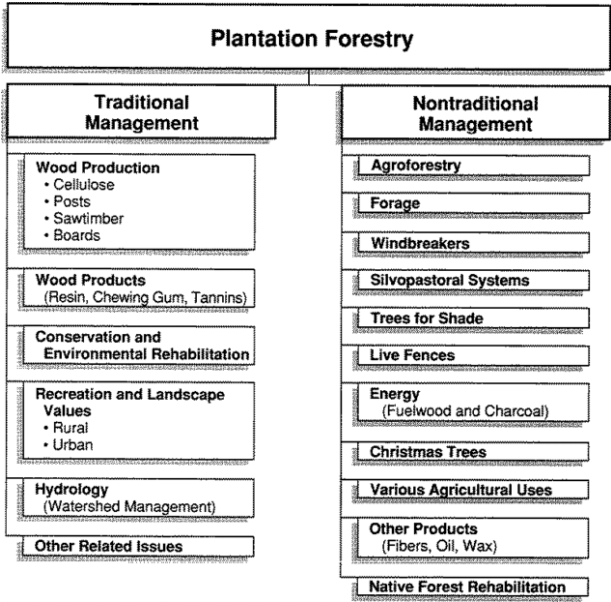 Plantation Forestry
Traditional
Management
Wood Production
• Cellulose
• Posts
• Sawtimber
• Boards
Wood Products
(Resin, Chewing Gum, Tannins)
Conservation and
Environmental Rehabilitation
Recreation and Landscape
Values
• Rural
• Urban
Hydrology
(Watershed Management)
Other Related Issues
Nontraditional
Management
Agroforestry
Forage
Windbreakers
Silvopastoral Systems
Trees for Shade
Live Fences
Energy
(Fuelwood and Charcoal)
Christmas Trees
Various Agricultural Uses
Other Products
(Fibers, Oil, Wax)
Native Forest Rehabilitation